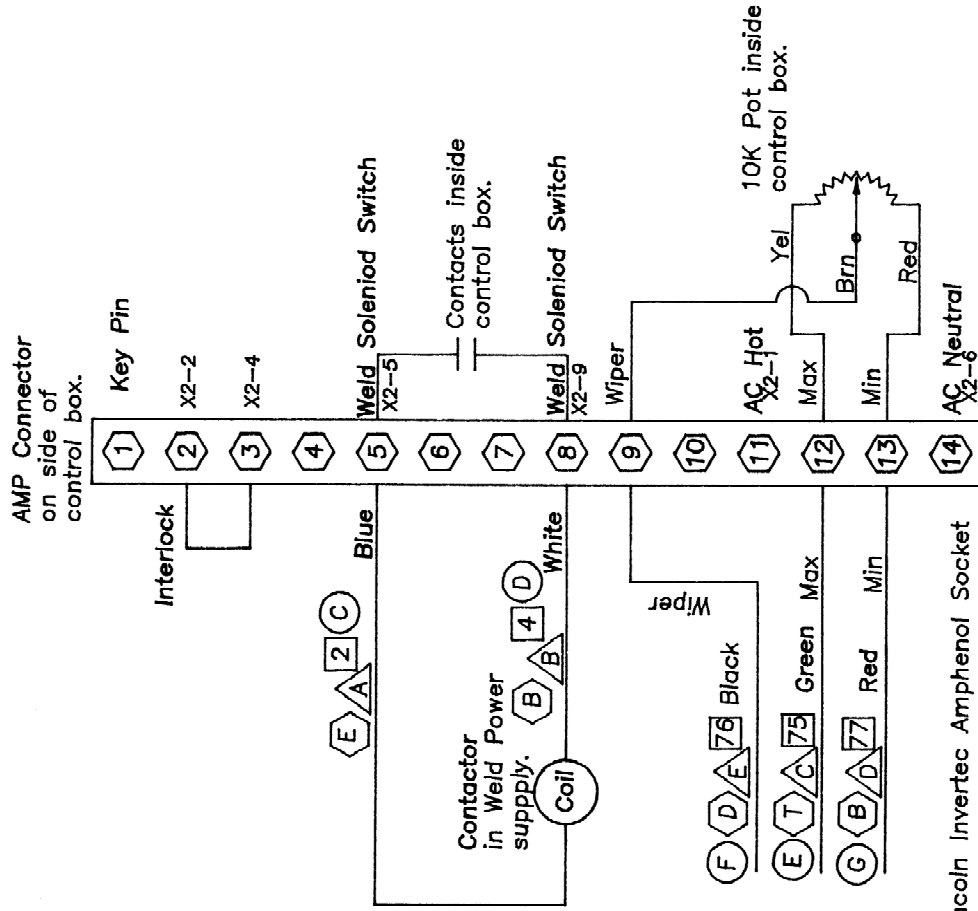 AMP Connector
on side of
control box.
1
Key Pin
2
X2-2
Interlock
3
X2-4
4
E
A
2
C
Blue
5
Weld Soleniod Switch
X2-5
6
Contacts inside
control box.
7
Contactor
in Weld Power
suppply.
Coil
B
B
4
D
White
8
Weld Soleniod Switch
X2-9
Wiper
9
Wiper
10
10K Pot inside
control box.
F
D
E
76
Black
11
AC Hot
X2-1
E
T
C
75
Green
Max
12
Max
Yel
Brn
G
B
D
77
Red
Min
13
Min
Red
14
AC Neutral
X2-6
coln Invertec Amphenol Socket